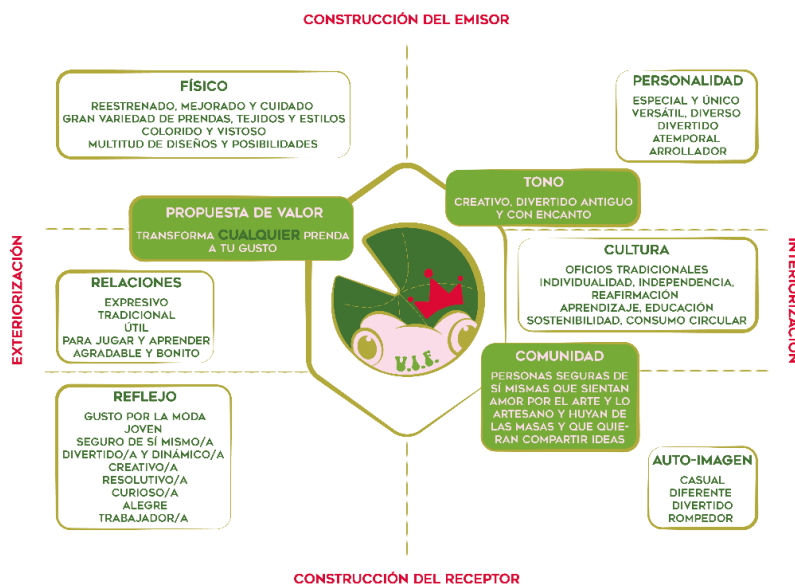 CONSTRUCCIÓN DEL EMISOR
FÍSICO
REESTRENADO, MEJORADO Y CUIDADO
GRAN VARIEDAD DE PRENDAS, TEJIDOS Y ESTILOS
COLORIDO Y VISTOSO
MULTITUD DE DISEÑOS Y POSIBILIDADES
PERSONALIDAD
ESPECIAL Y ÚNICO
VERSÁTIL, DIVERSO
DIVERTIDO
ATEMPORAL
ARROLLADOR
PROPUESTA DE VALOR
TRANSFORMA CUALQUIER PRENDA
A TU GUSTO
TONO
CREATIVO, DIVERTIDO ANTIGUO
Y CON ENCANTO
EXTERIORIZACIÓN
RELACIONES
EXPRESIVO
TRADICIONAL
ÚTIL
PARA JUGAR Y APRENDER
AGRADABLE Y BONITO
V.I.F.
CULTURA
OFICIOS TRADICIONALES
INDIVIDUALIDAD, INDEPENDENCIA,
REAFIRMACIÓN
APRENDIZAJE, EDUCACIÓN
SOSTENIBILIDAD, CONSUMO CIRCULAR
INTERIORIZACIÓN
COMUNIDAD
PERSONAS SEGURAS DE
SÍ MISMAS QUE SIENTAN
AMOR POR EL ARTE Y LO
ARTESANO Y HUYAN DE
LAS MASAS Y QUE QUIE-
RAN COMPARTIR IDEAS
REFLEJO
GUSTO POR LA MODA
JOVEN
SEGURO DE SÍ MISMO/A
DIVERTIDO/A Y DINÁMICO/A
CREATIVO/A
RESOLUTIVO/A
CURIOSO/A
ALEGRE
TRABAJADOR/A
AUTO-IMAGEN
CASUAL
DIFERENTE
DIVERTIDO
ROMPEDOR
CONSTRUCCIÓN DEL RECEPTOR